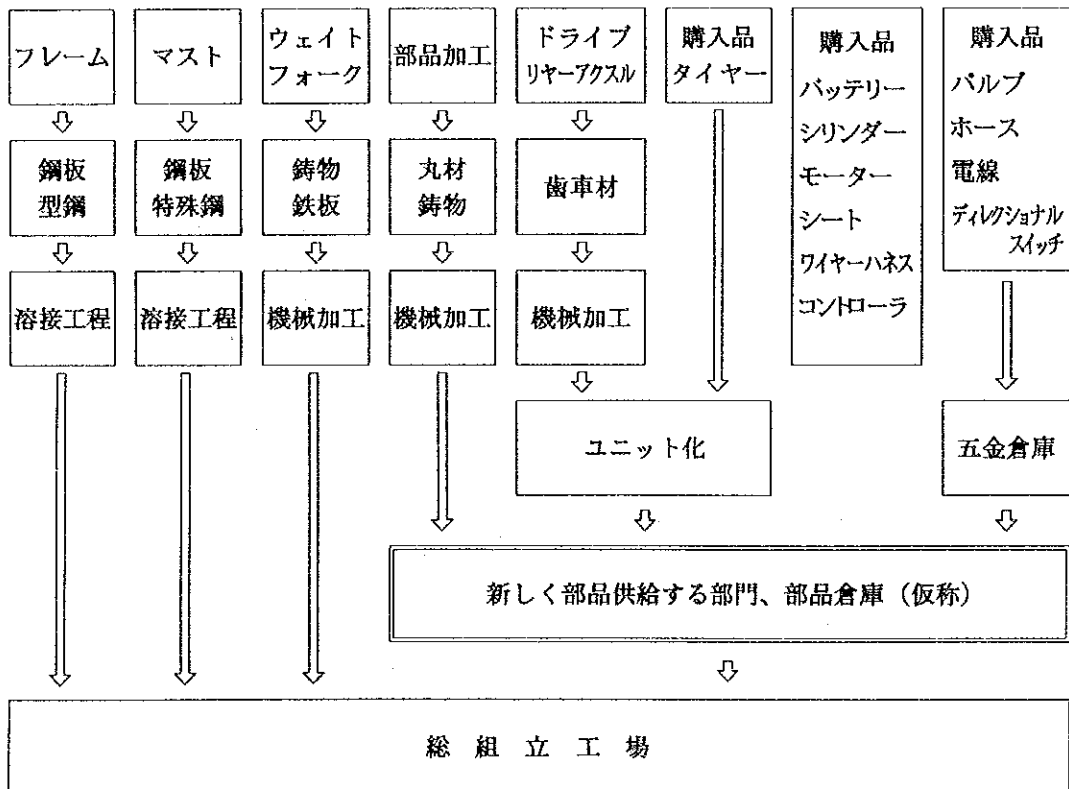 フレーム
マスト
ウェイト
フォーク
部品加工
ドライブ
リヤーアクスル
購入品
タイヤー
購入品
バッテリー
シリンダー
モーター
シート
ワイヤーハネス
コントローラ
購入品
バルブ
ホース
電線
ディレクショナル
スイッチ
鋼板
型鋼
鋼板
特殊鋼
鋳物
鉄板
丸材
鋳物
歯車材
溶接工程
溶接工程
機械加工
機械加工
機械加工
ユニット化
五金倉庫
新しく部品供給する部門、部品倉庫（仮称）
総組立工場